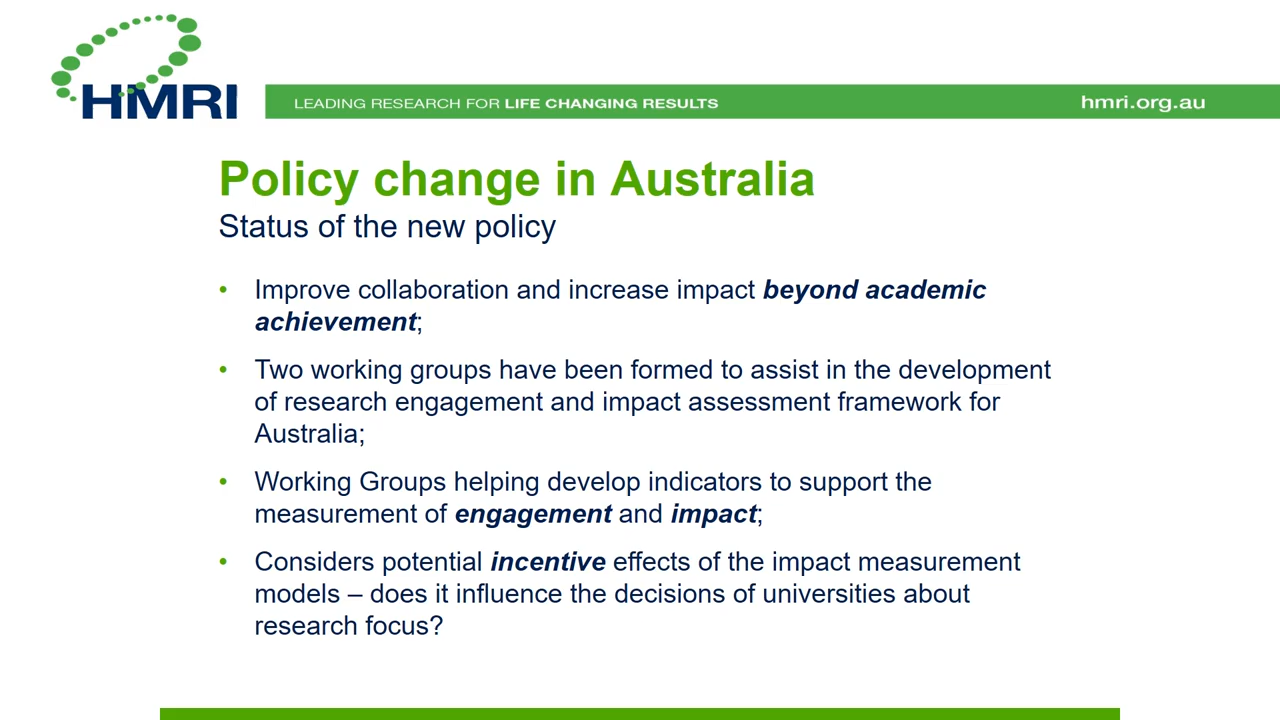 HMRI
LEADING RESEARCH FOR LIFE CHANGING RESULTS
hmri.org.au
Policy change in Australia
Status of the new policy
• Improve collaboration and increase impact beyond academic
achievement;
• Two working groups have been formed to assist in the development
of research engagement and impact assessment framework for
Australia;
• Working Groups helping develop indicators to support the
measurement of engagement and impact;
• Considers potential incentive effects of the impact measurement
models – does it influence the decisions of universities about
research focus?